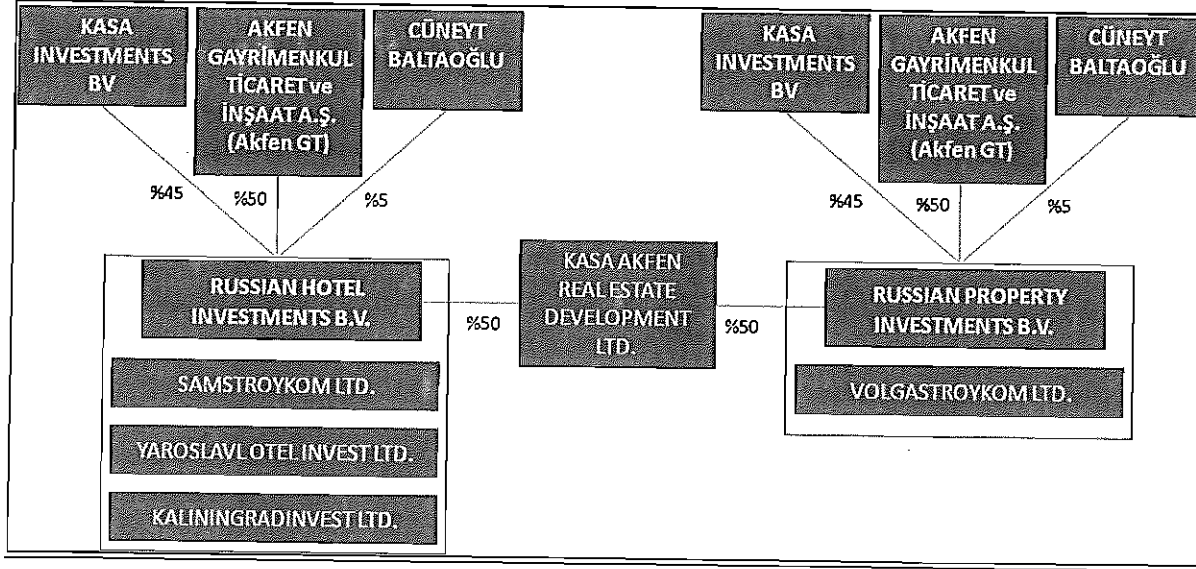 KASA
INVESTMENTS
BV
AKFEN
GAYRİMENKUL
TİCARET ve
İNŞAAT A.Ş.
(Akfen GT)
CÜNEYT
BALTAOĞLU
KASA
INVESTMENTS
BV
AKFEN
GAYRİMENKUL
TİCARET ve
İNŞAAT A.Ş.
(Akfen GT)
CÜNEYT
BALTAOĞLU
%45
%50
%5
%45
%50
%5
RUSSIAN HOTEL
INVESTMENTS B.V.
%50
KASA AKFEN
REAL ESTATE
DEVELOPMENT
LTD.
%50
RUSSIAN PROPERTY
INVESTMENTS B.V.
SAMSTROYKOM LTD.
YAROSLAVL OTEL INVEST LTD.
KALININGRADINVEST LTD.
VOLGASTROYKOM LTD.